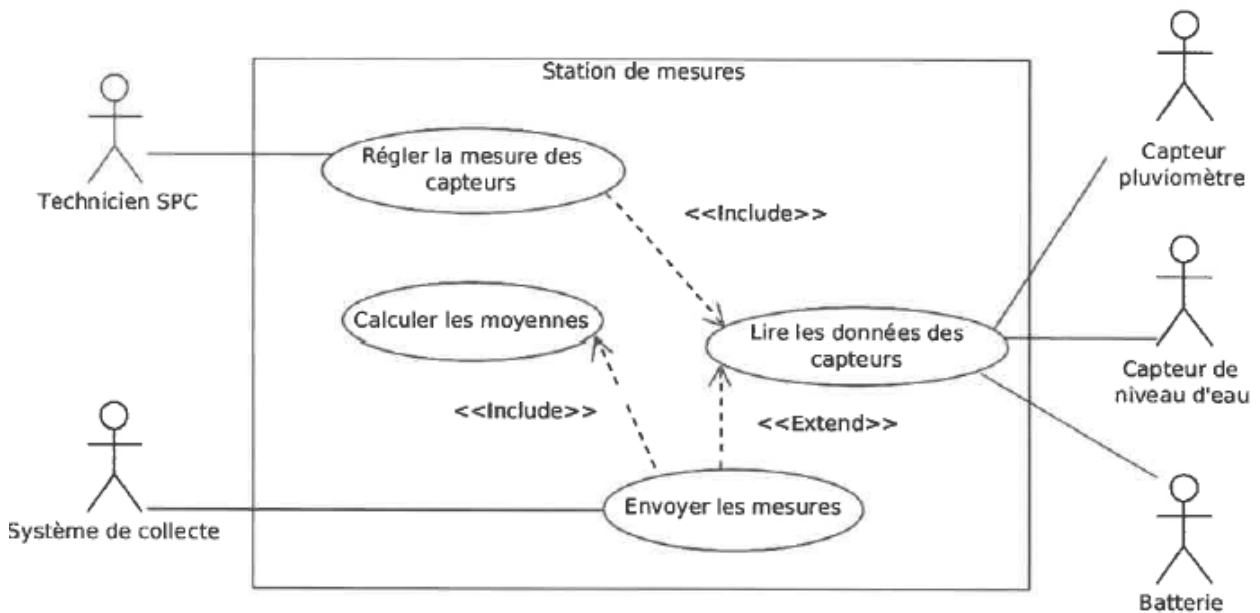 Station de mesures
Technicien SPC
Régler la mesure des
capteurs
<<Include>>
Capteur
pluviomètre
Calculer les moyennes
Lire les données des
capteurs
Capteur de
niveau d'eau
<<Include>>
<<Extend>>
Système de collecte
Envoyer les mesures
Batterie